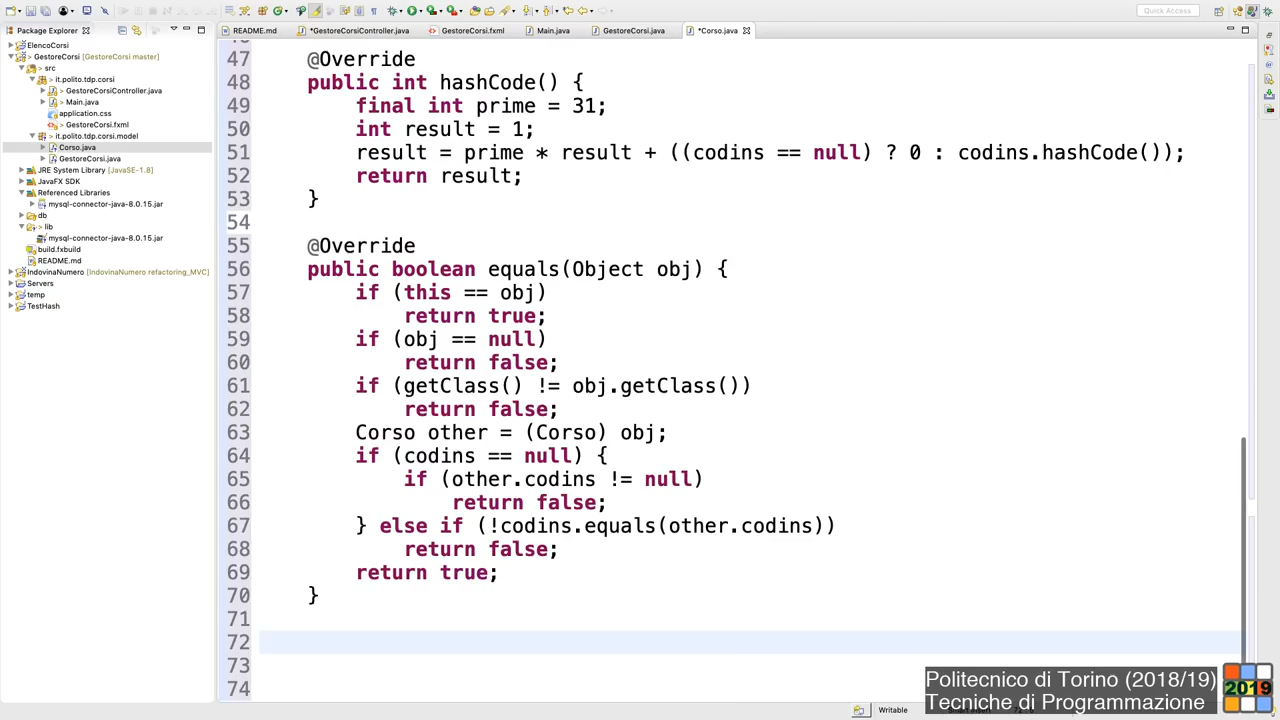 Quick Access
Package Explorer
README.md
*GestoreCorsiController.java
GestoreCorsi.fxml
Main.java
GestoreCorsi.java
*Corso.java
ElencoCorsi
> GestoreCorsi [GestoreCorsi master]
> src
> it.polito.tdp.corsi
> GestoreCorsiController.java
> Main.java
application.css
> GestoreCorsi.fxml
> it.polito.tdp.corsi.model
Corso.java
GestoreCorsi.java
JRE System Library [JavaSE-1.8]
JavaFX SDK
Referenced Libraries
mysql-connector-java-8.0.15.jar
db
> lib
mysql-connector-java-8.0.15.jar
build.fxbuild
README.md
IndovinaNumero [IndovinaNumero refactoring_MVC]
Servers
temp
TestHash
47 @Override
48 public int hashCode() {
49 final int prime = 31;
50 int result = 1;
51 result = prime * result + ((codins == null) ? 0 : codins.hashCode());
52 return result;
53 }
54
55 @Override
56 public boolean equals(Object obj) {
57 if (this == obj)
58 return true;
59 if (obj == null)
60 return false;
61 if (getClass() != obj.getClass())
62 return false;
63 Corso other = (Corso) obj;
64 if (codins == null) {
65 if (other.codins != null)
66 return false;
67 } else if (!codins.equals(other.codins))
68 return false;
69 return true;
70 }
71
72
73
74
Politecnico di Torino (2018/19)
Tecniche di Programmazione
2019
Writable